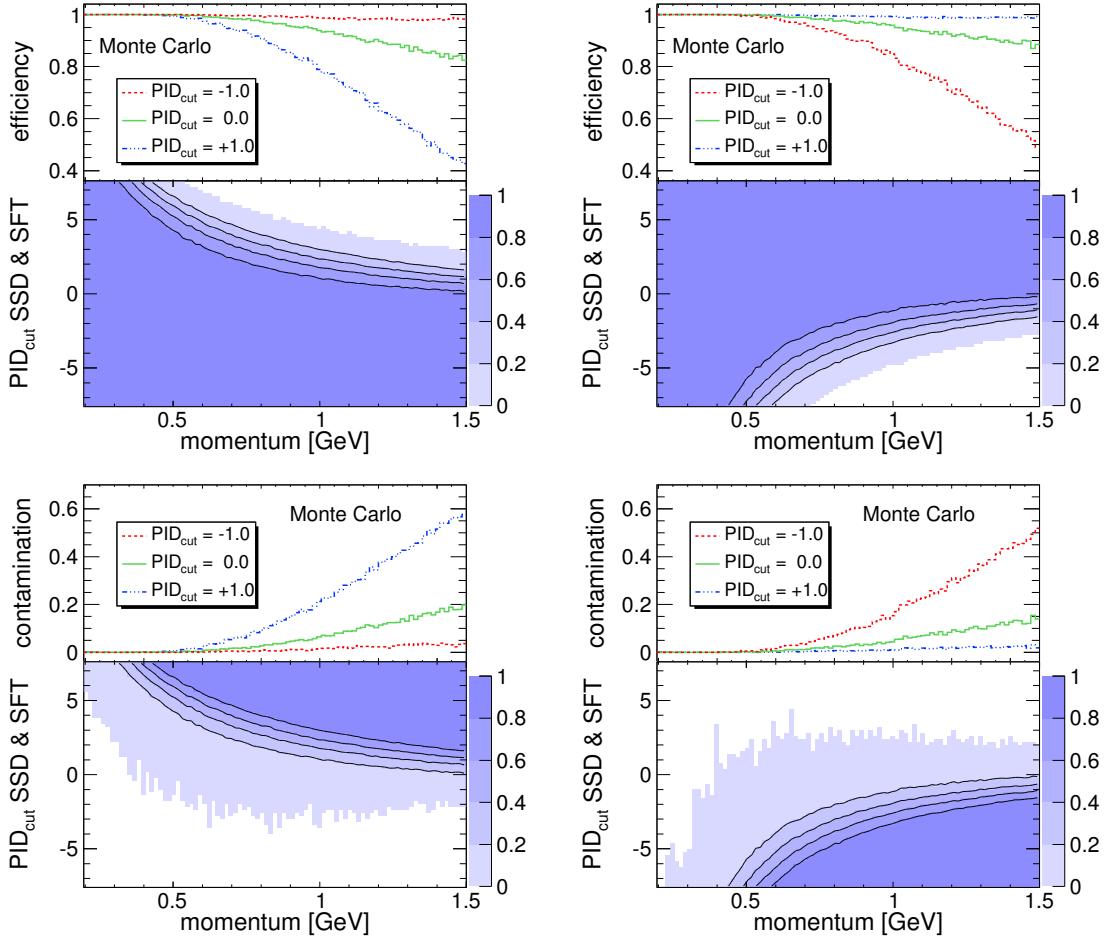 1
0.8
0.6
0.4
efficiency
Monte Carlo
PID_cut = -1.0
PID_cut = 0.0
PID_cut = +1.0
5
0
-5
PID_cut SSD & SFT
1
0.8
0.6
0.4
0.2
0
0.5
1
1.5
momentum [GeV]
1
0.8
0.6
0.4
efficiency
Monte Carlo
PID_cut = -1.0
PID_cut = 0.0
PID_cut = +1.0
5
0
-5
PID_cut SSD & SFT
1
0.8
0.6
0.4
0.2
0
0.5
1
1.5
momentum [GeV]
0.6
0.4
0.2
0
contamination
Monte Carlo
PID_cut = -1.0
PID_cut = 0.0
PID_cut = +1.0
5
0
-5
PID_cut SSD & SFT
1
0.8
0.6
0.4
0.2
0
0.5
1
1.5
momentum [GeV]
0.6
0.4
0.2
0
contamination
Monte Carlo
PID_cut = -1.0
PID_cut = 0.0
PID_cut = +1.0
5
0
-5
PID_cut SSD & SFT
1
0.8
0.6
0.4
0.2
0
0.5
1
1.5
momentum [GeV]